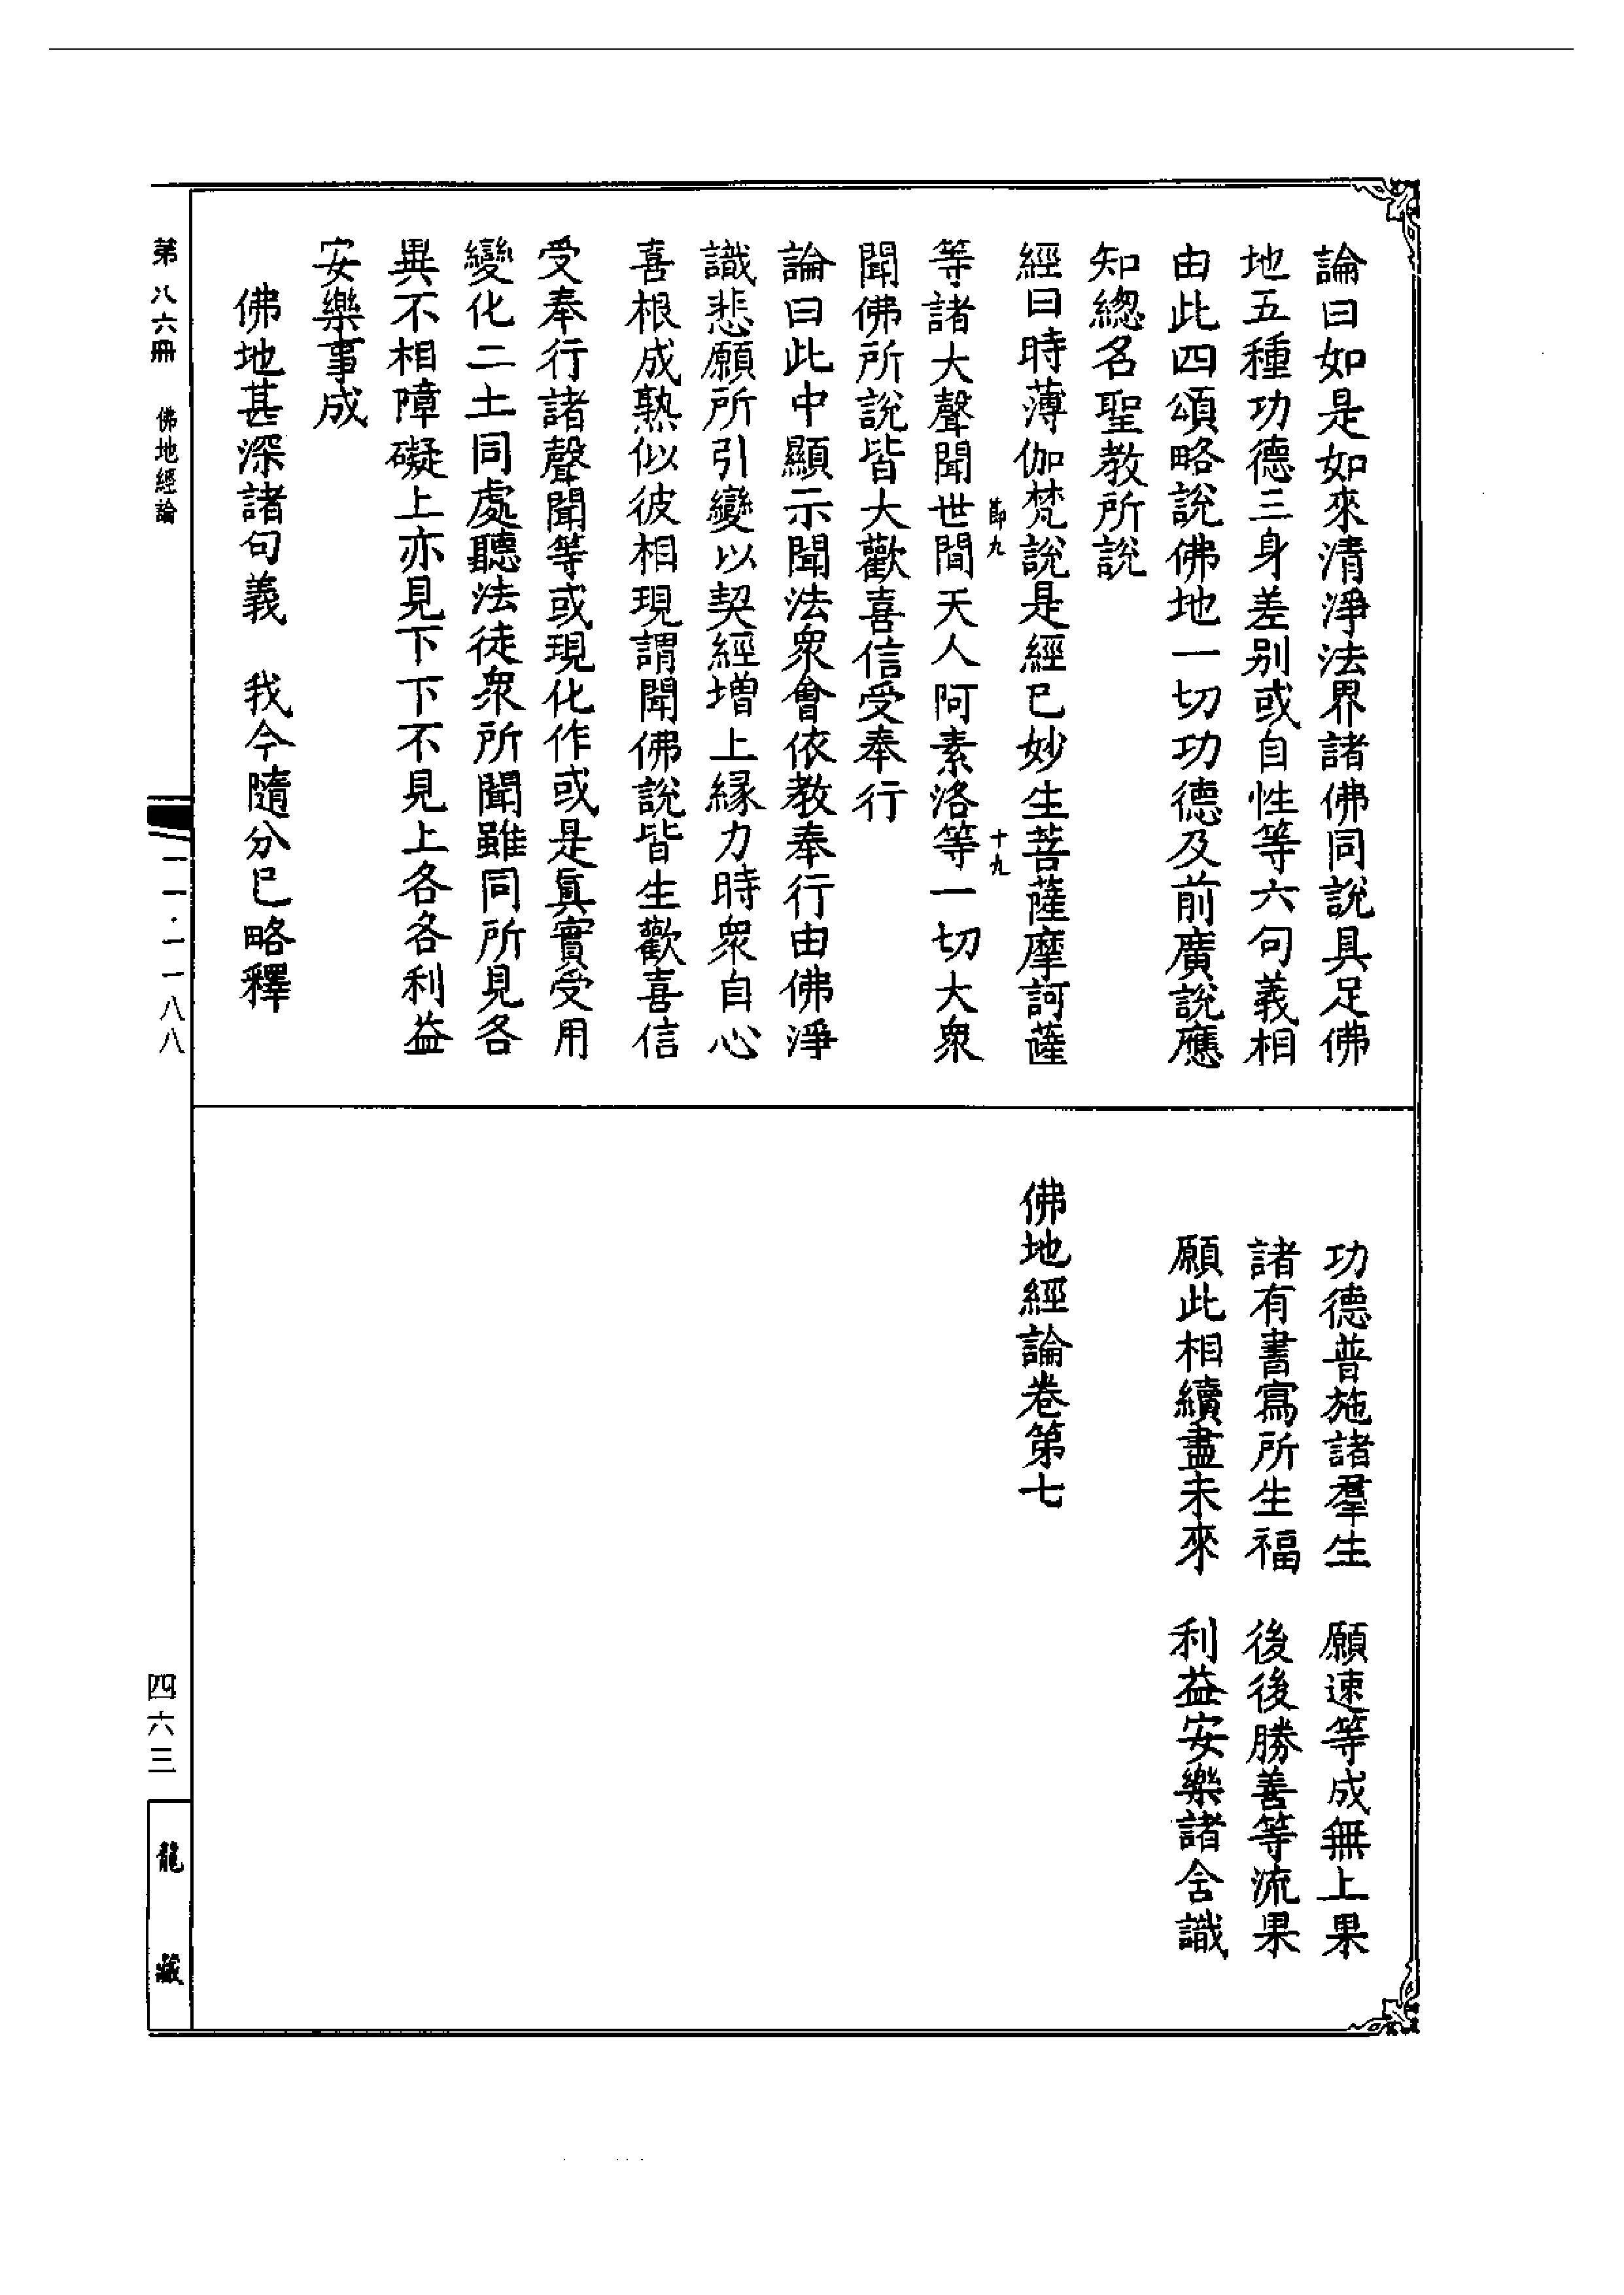 論曰如是如來清淨法界諸佛同說具足佛
地五種功德三身差別或自性等六句義相
由此四頌略說佛地一切功德及前廣說應
知緫名聖教所說
經曰時薄伽梵說是經已妙生菩薩摩訶薩
節九
十九
等諸大聲聞世間天人阿素洛等一切大衆
聞佛所說皆大歡喜信受奉行
論曰此中顯示聞法衆會依教奉行由佛淨
識悲願所引變以契經增上緣力時衆自心
喜根成熟似彼相現謂聞佛說皆生歡喜信
受奉行諸聲聞等或現化作或是眞實受用
變化二土同處聽法徒衆所聞雖同所見各
異不相障礙上亦見下下不見上各各利益
安樂事成
佛地甚深諸句義　我今隨分已略釋
功德普施諸羣生　願速等成無上果
諸有書寫所生福　後後勝善等流果
願此相續盡未來　利益安樂諸含識
佛地經論卷第七
第八六冊　佛地經論
一一·一一八八
四六三
龍藏